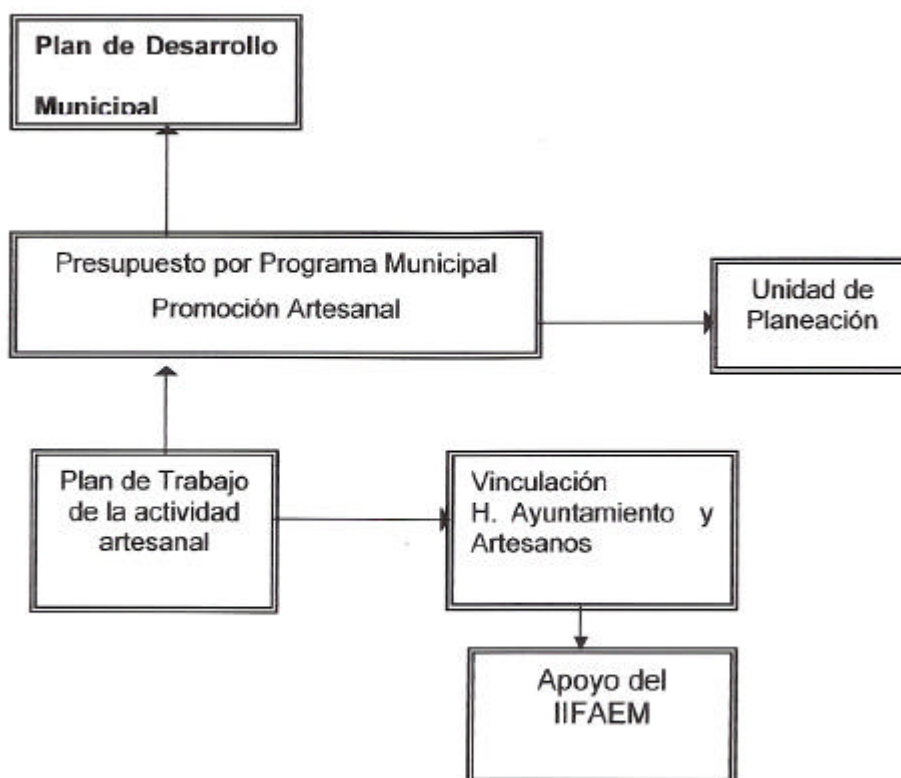 Plan de Desarrollo
Municipal
Presupuesto por Programa Municipal
Promoción Artesanal
Unidad de
Planeación
Plan de Trabajo
de la actividad
artesanal
Vinculación
H. Ayuntamiento y
Artesanos
Apoyo del
IIFAEM